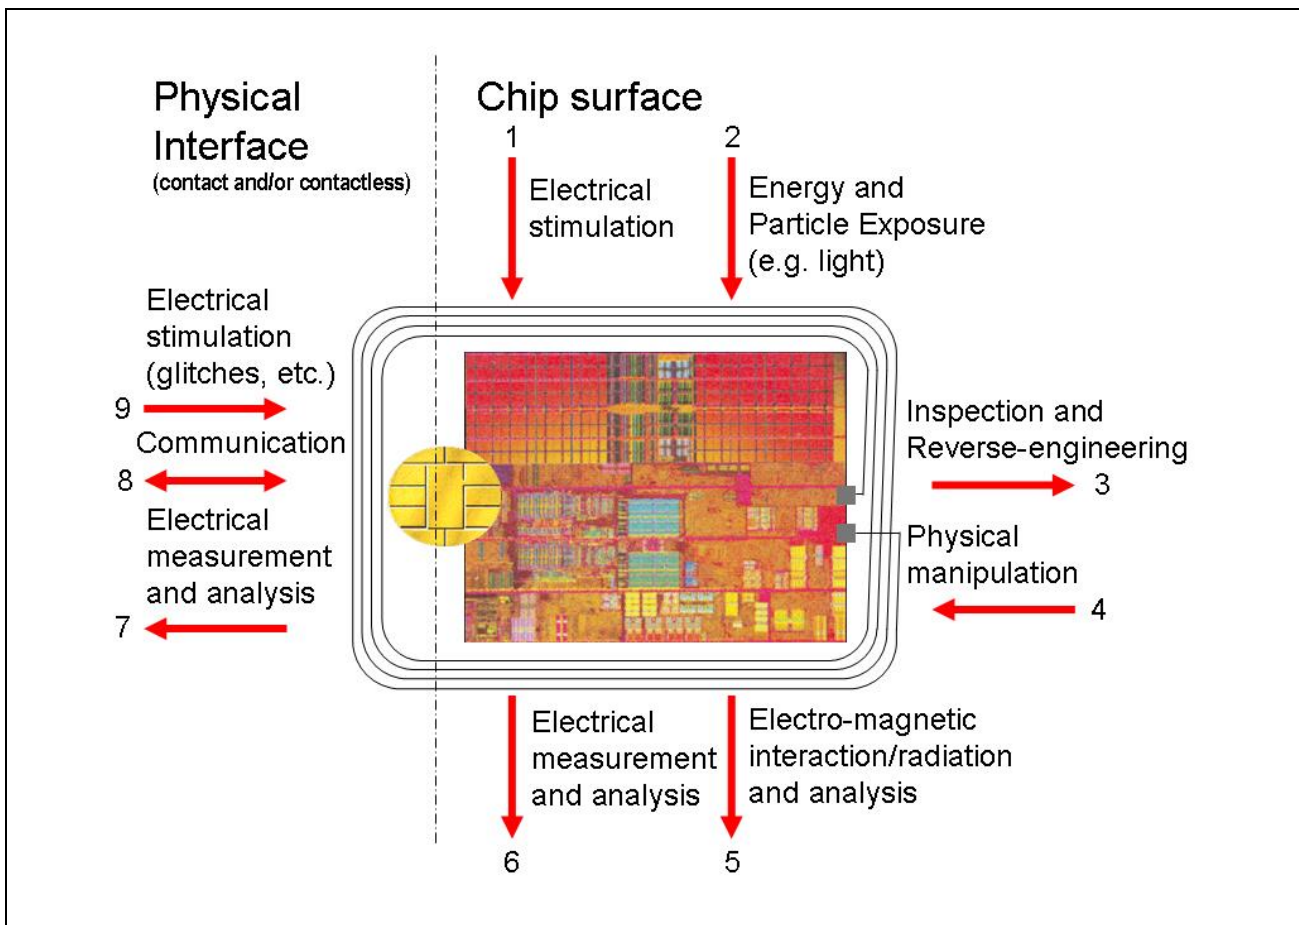 Physical
Interface
(contact and/or contactless)
Chip surface
1
2
Electrical
stimulation
Energy and
Particle Exposure
(e.g. light)
Electrical
stimulation
(glitches, etc.)
9
Communication
8
Electrical
measurement
and analysis
7
Inspection and
Reverse-engineering
3
Physical
manipulation
4
Electrical
measurement
and analysis
6
Electro-magnetic
interaction/radiation
and analysis
5